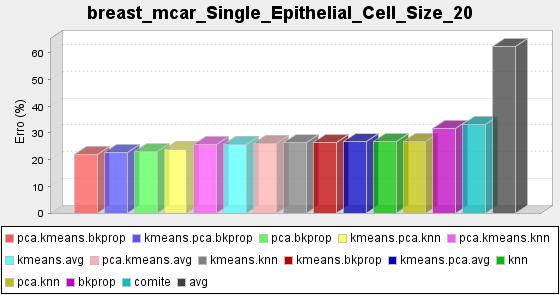 breast_mcar_Single_Epithelial_Cell_Size_20
Erro (%)
60
50
40
30
20
10
0
pca.kmeans.bkprop kmeans.pca.bkprop pca.bkprop kmeans.pca.knn pca.kmeans.knn
kmeans.avg pca.kmeans.avg kmeans.knn kmeans.bkprop kmeans.pca.avg knn
pca.knn bkprop comite avg